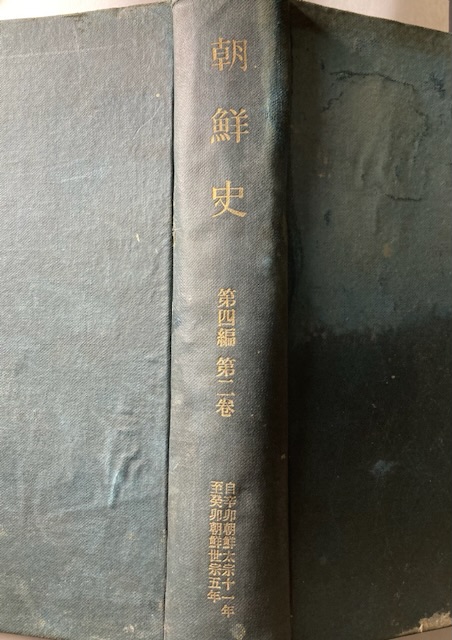 朝鮮史
第四編 第二卷
自辛卯朝鮮太宗十一年
至癸卯朝鮮世宗五年